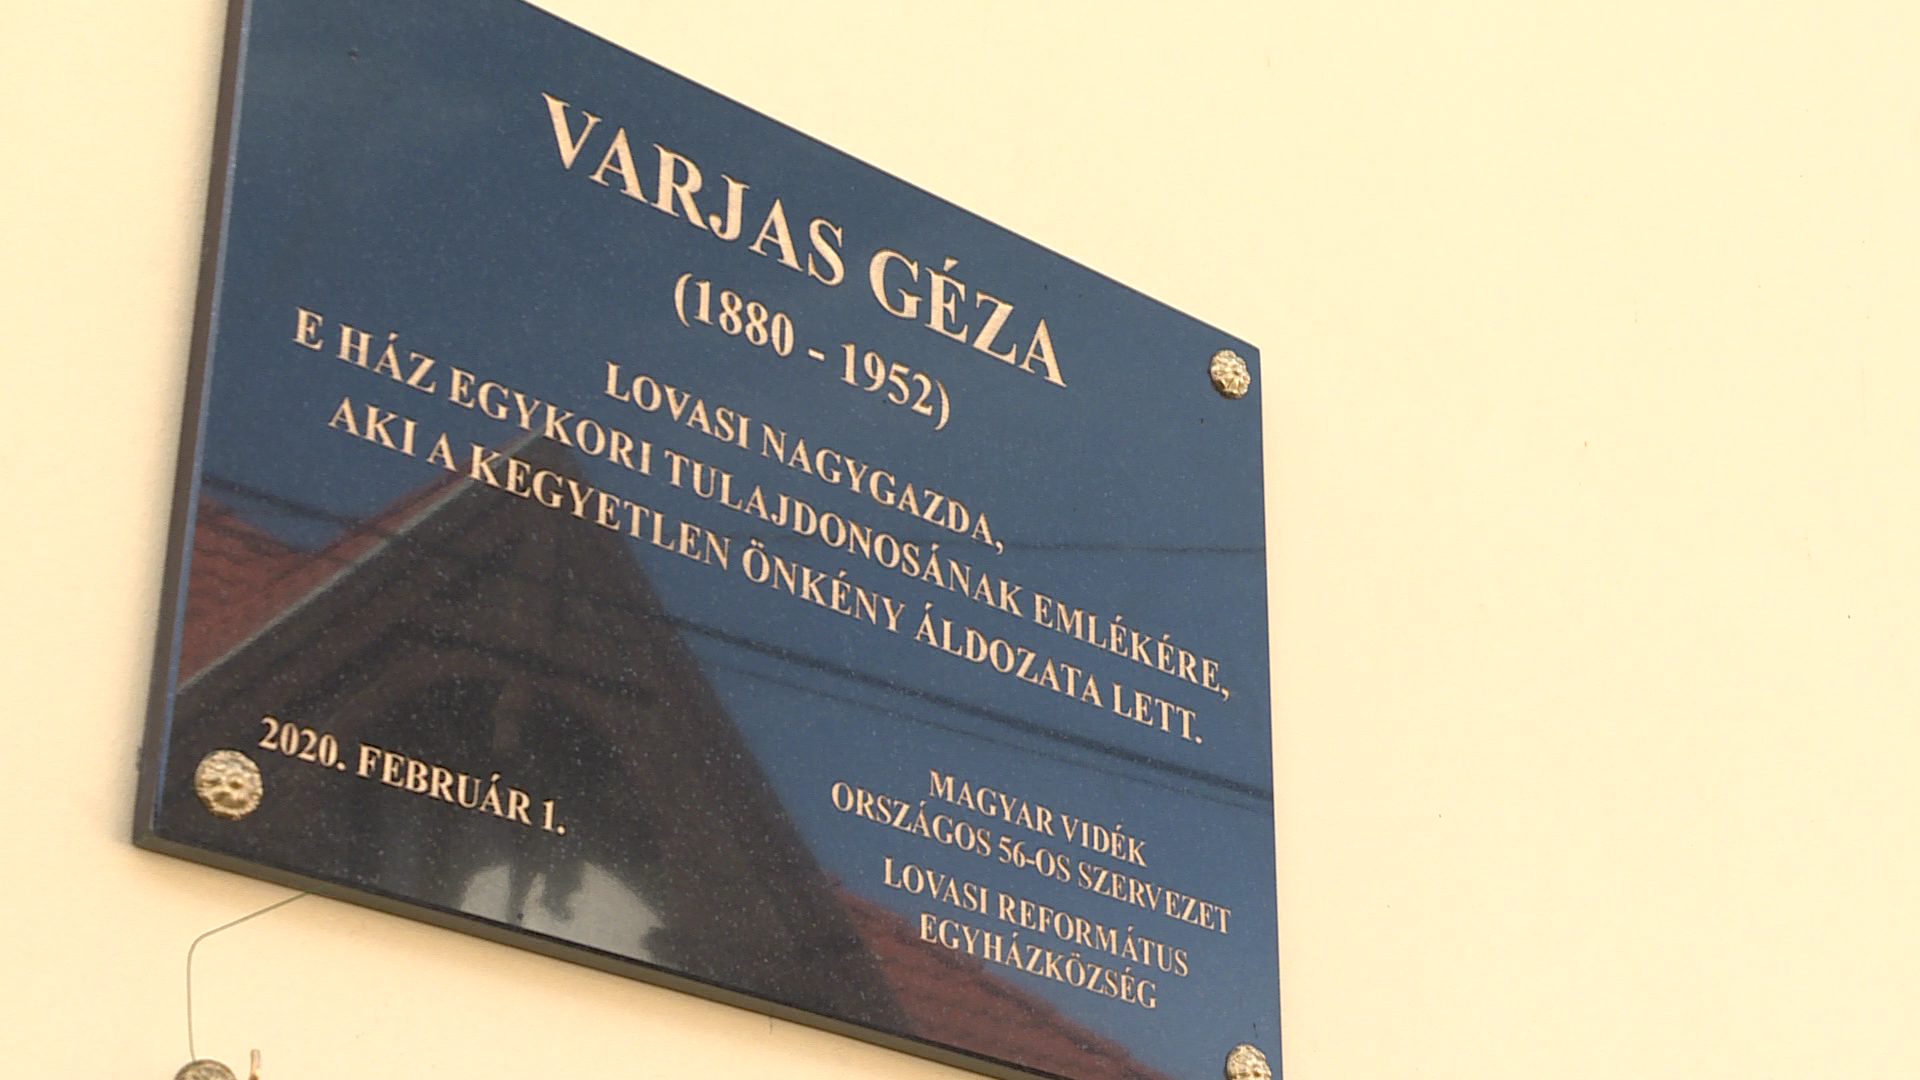 VARJAS GÉZA
(1880 - 1952)
LOVASI NAGYGAZDA,
E HÁZ EGYKORI TULAJDONOSÁNAK EMLÉKÉRE,
AKI A KEGYETLEN ÖNKÉNY ÁLDOZATA LETT.
2020. FEBRUÁR 1.
MAGYAR VIDÉK
ORSZÁGOS 56-OS SZERVEZET
LOVASI REFORMÁTUS
EGYHÁZKÖZSÉG